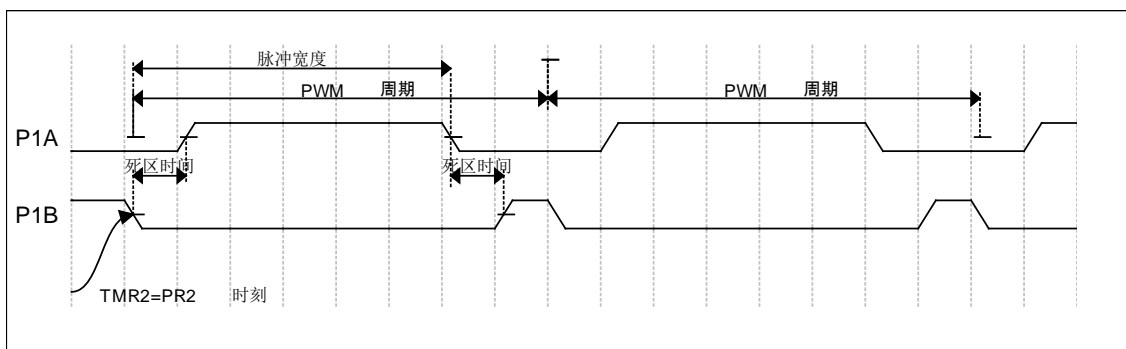 脉冲宽度
PWM 周期 PWM 周期
P1A
死区时间 死区时间
P1B
TMR2=PR2 时刻